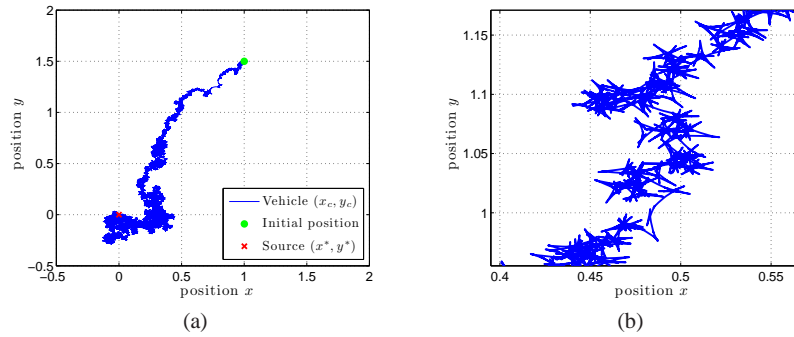 2
1.5
1
0.5
0
−0.5
−0.5
0
0.5
1
1.5
2
position y
position x
Vehicle (x_c, y_c)
Initial position
Source (x*, y*)
(a)
1.15
1.1
1.05
1
0.4
0.45
0.5
0.55
position y
position x
(b)